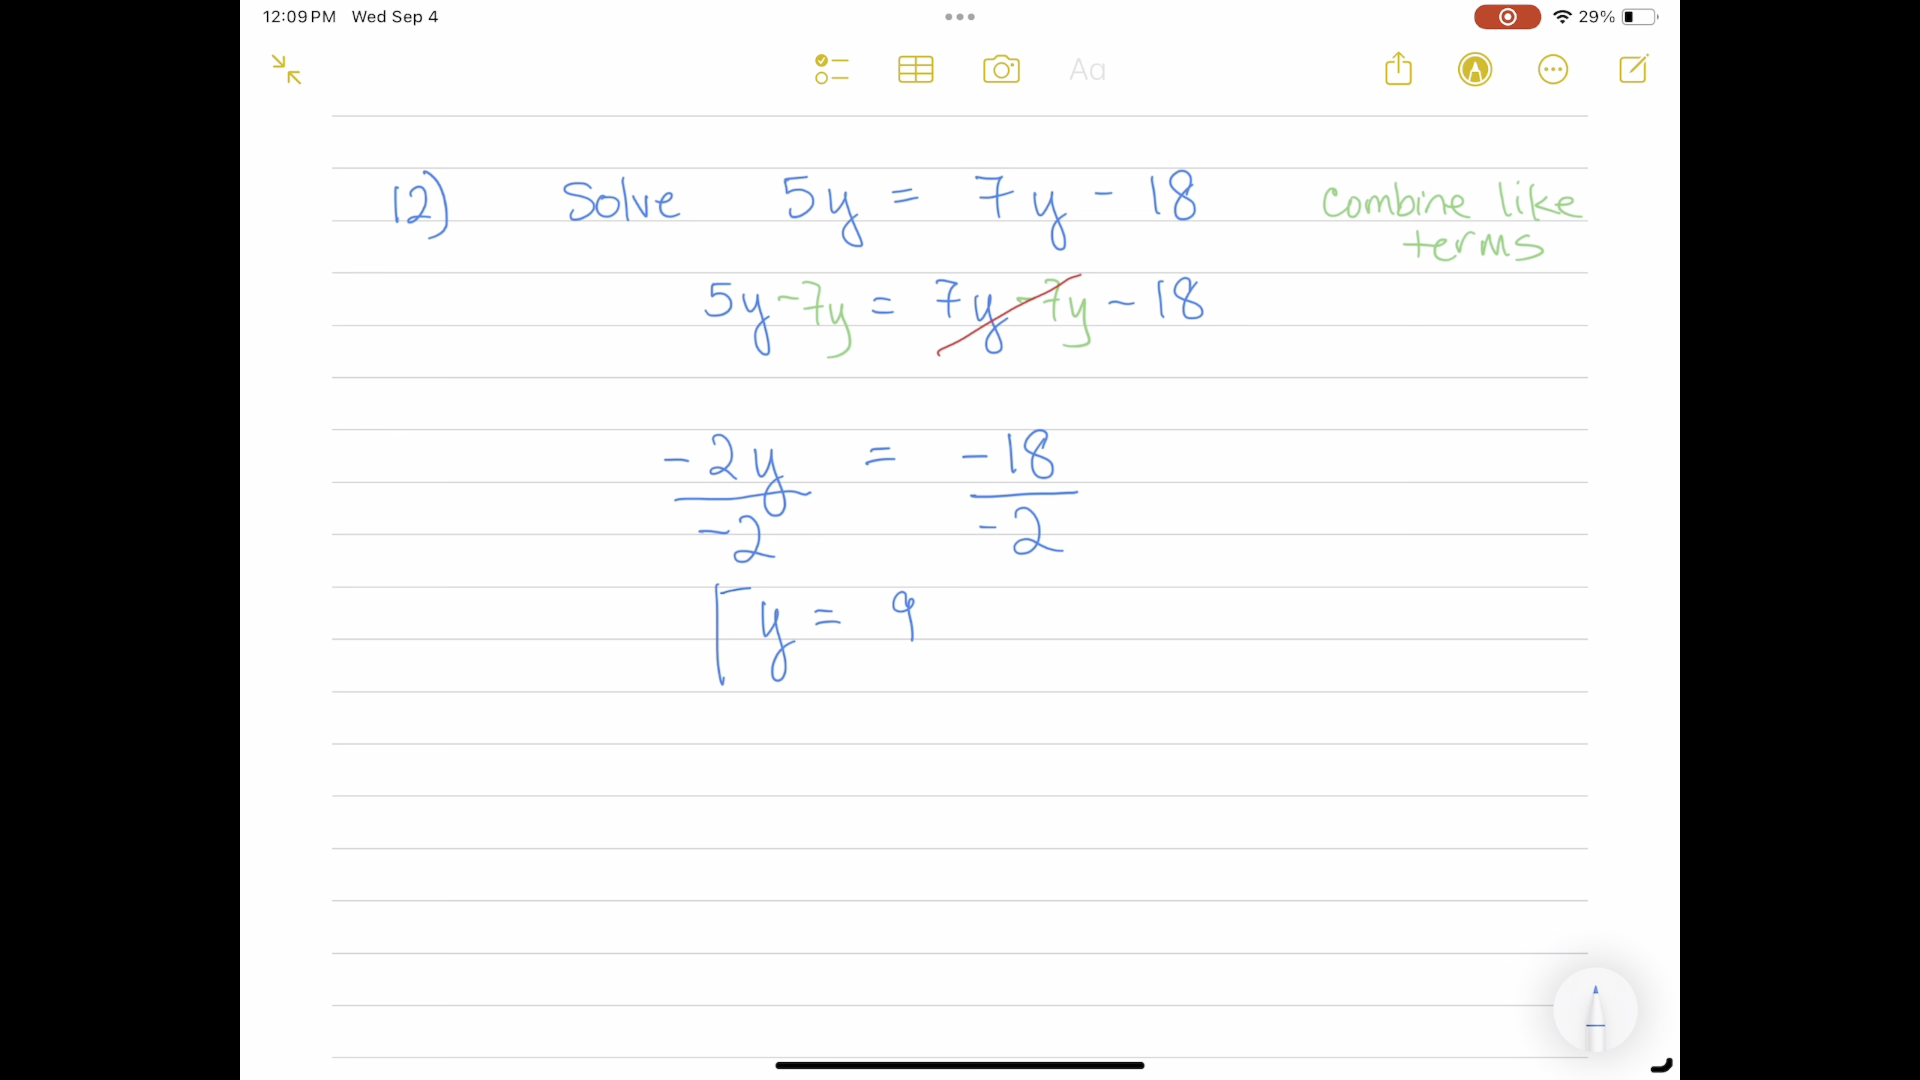 12:09 PM Wed Sep 4
29%
Aa
12) Solve 5y = 7y - 18 Combine like
terms
5y - 7y = 7y - 7y - 18
-2y = -18
-2 -2
y = 9